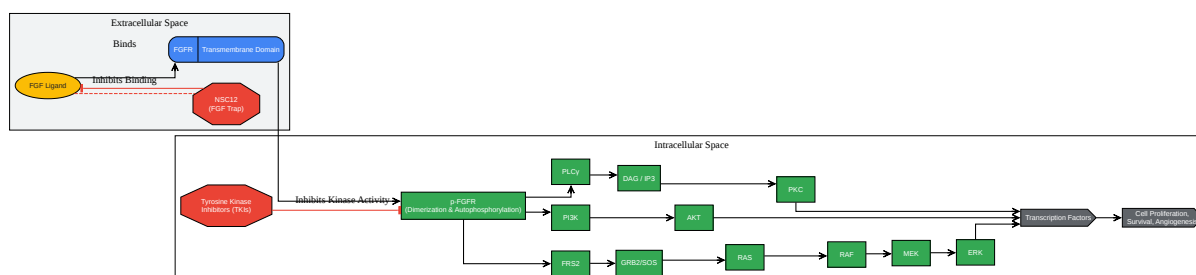 Extracellular Space
Binds
FGFR
Transmembrane Domain
Inhibits Binding
FGF Ligand
NSC12
(FGF Trap)
Intracellular Space
PLCγ
DAG / IP3
PKC
Tyrosine Kinase
Inhibitors (TKIs)
Inhibits Kinase Activity
p-FGFR
(Dimerization & Autophosphorylation)
PI3K
AKT
Transcription Factors
Cell Proliferation,
Survival, Angiogenesis
FRS2
GRB2/SOS
RAS
RAF
MEK
ERK